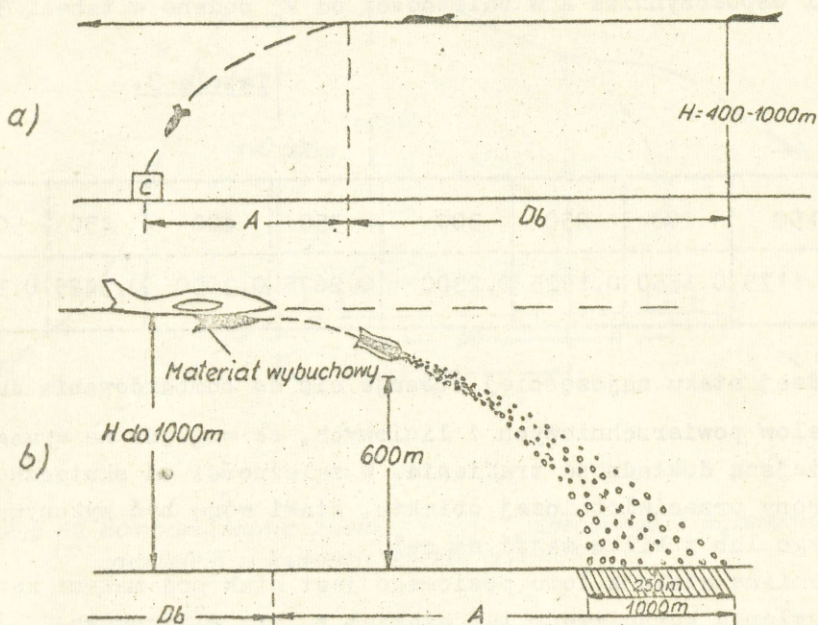 a)
H=400-1000m
C
A
Db
Materiał wybuchowy
H do 1000m
600m
b)
250m
1000m
Db
A